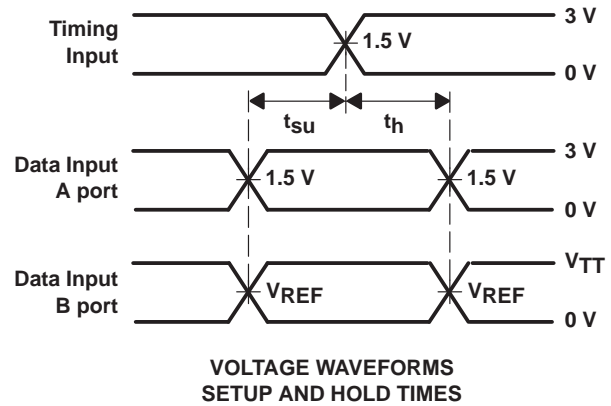 Timing
Input
3 V
1.5 V
0 V
tsu
th
Data Input
A port
3 V
1.5 V
1.5 V
0 V
Data Input
B port
VTT
VREF
VREF
0 V
VOLTAGE WAVEFORMS
SETUP AND HOLD TIMES